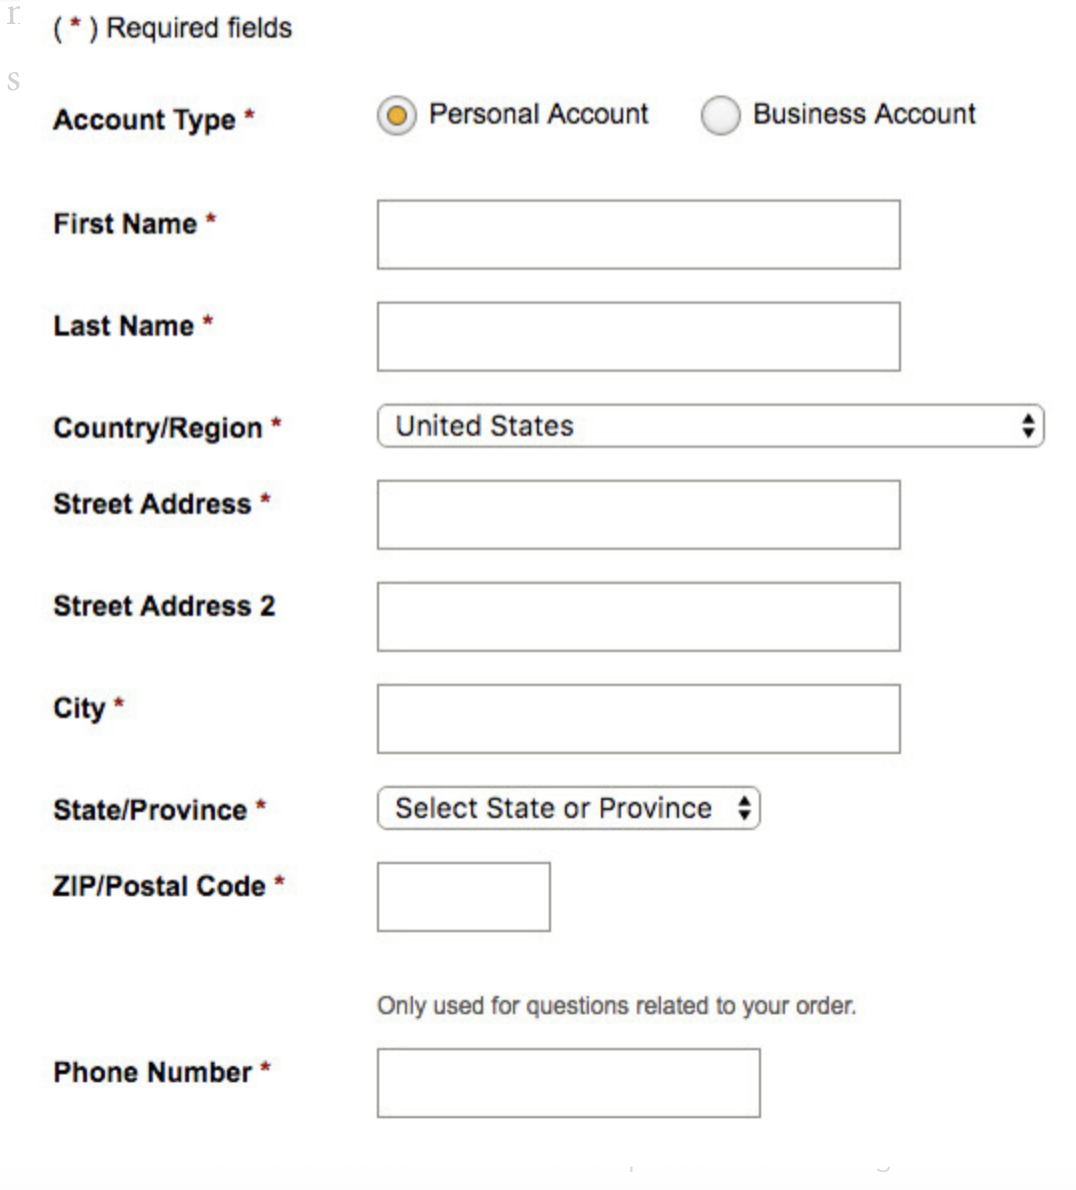 ( * ) Required fields
Account Type * Personal Account Business Account
First Name *
Last Name *
Country/Region * United States
Street Address *
Street Address 2
City *
State/Province * Select State or Province
ZIP/Postal Code *
Only used for questions related to your order.
Phone Number *